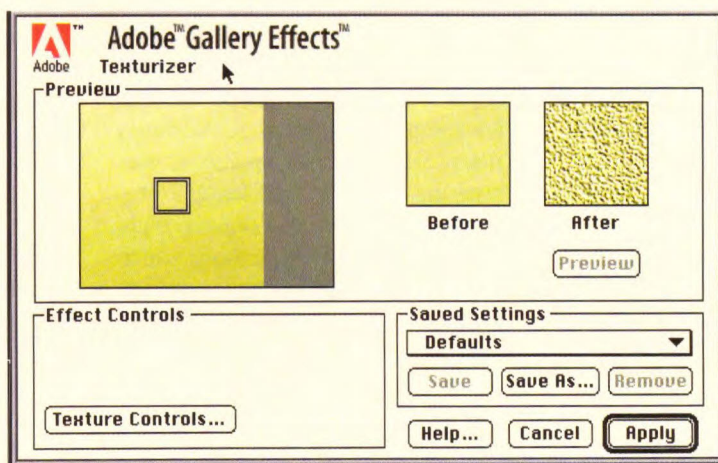 Adobe™ Gallery Effects™
Adobe™
Texturizer
Preview
Before
After
Preview
Effect Controls
Saved Settings
Defaults
Save
Save As...
Remove
Texture Controls...
Help...
Cancel
Apply